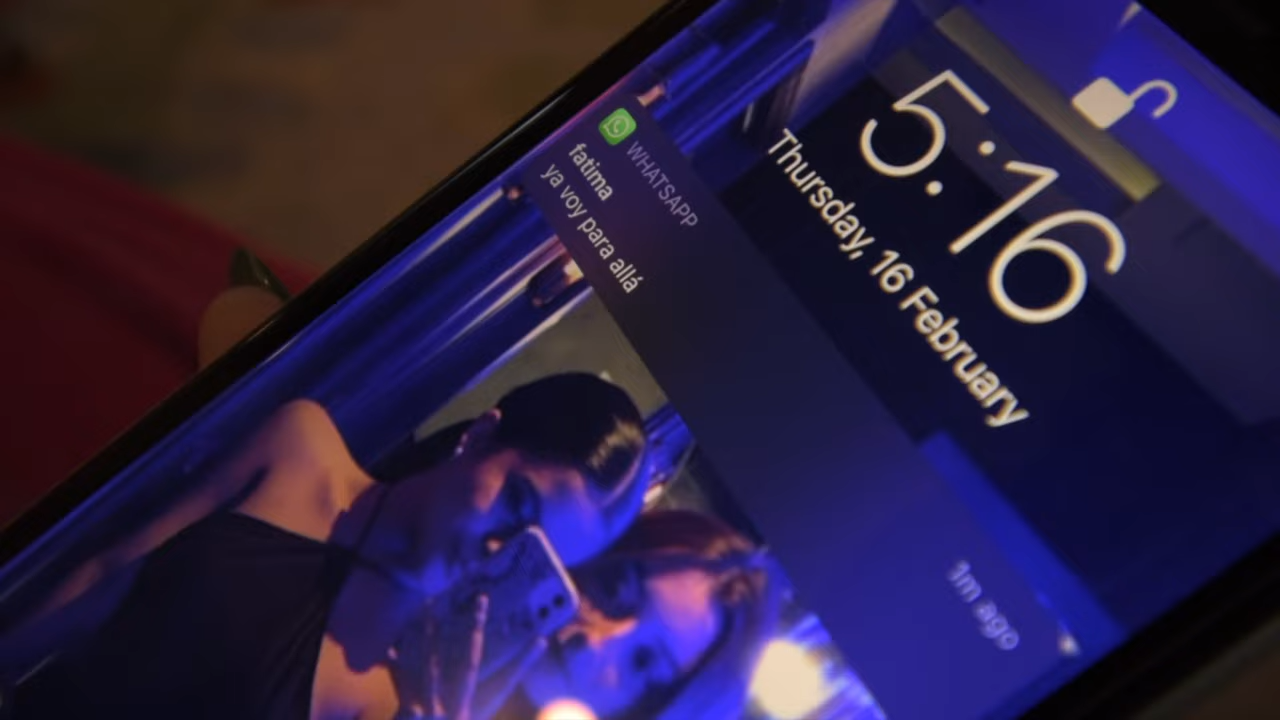 5:16
Thursday, 16 February
WHATSAPP
1m ago
fatima
ya voy para allá